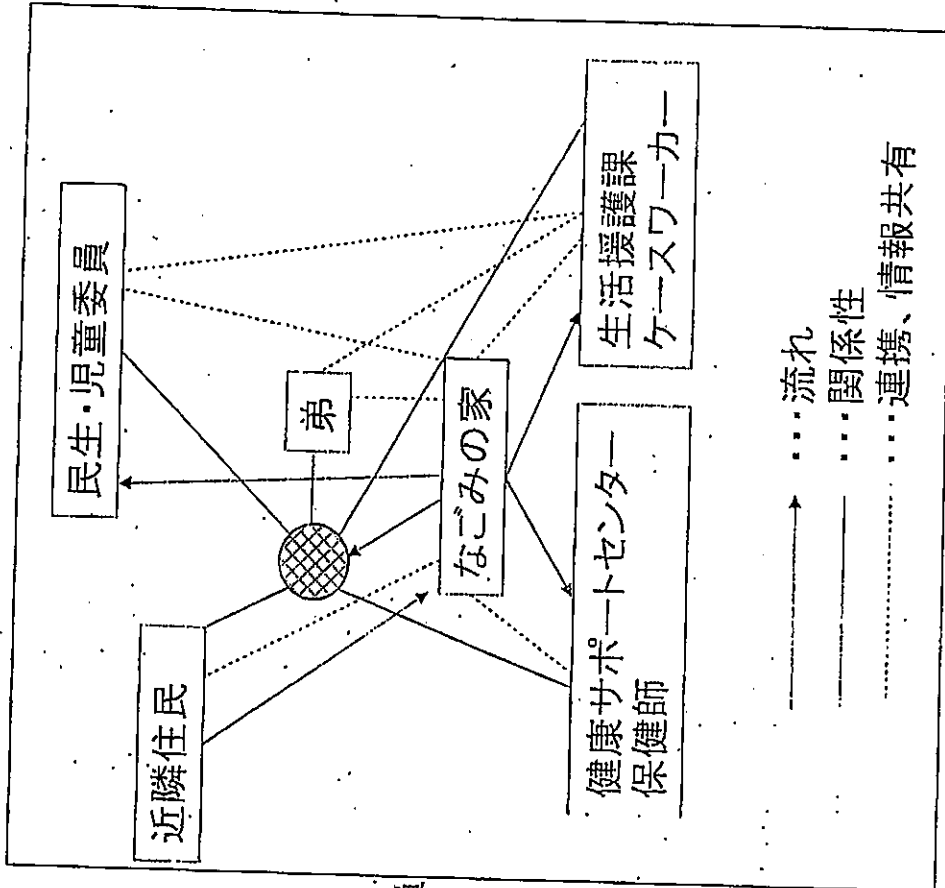 民生・児童委員
近隣住民
弟
なごみの家
生活援護課
ケースワーカー
健康サポートセンター
保健師
・・・流れ
・・・関係性
・・・連携、情報共有